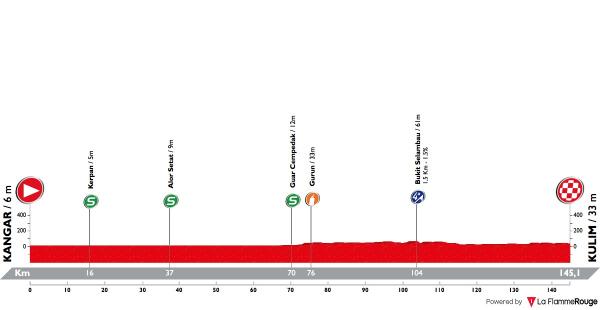 KANGAR / 6 m
Kerpan / 5m
Alor Setat / 9m
Guar Cempedak / 12m
Gurun / 33m
Bukit Selambau / 61m
1.5 Km - 1.5%
KULIM / 33 m
S
S
S
400
200
0
400
200
0
Km 16 37 70 76 104 145,1
0 10 20 30 40 50 60 70 80 90 100 110 120 130 140
Powered by La FlammeRouge